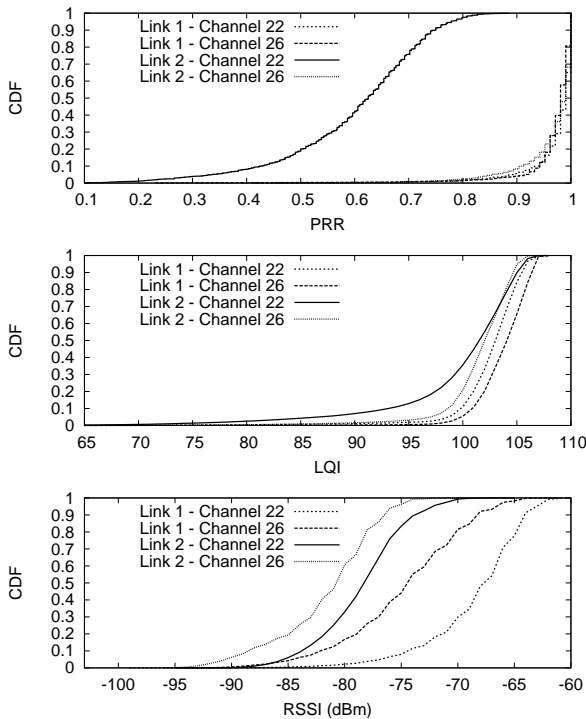 1
0.9
0.8
0.7
0.6
0.5
0.4
0.3
0.2
0.1
0
CDF
Link 1 - Channel 22
Link 1 - Channel 26
Link 2 - Channel 22
Link 2 - Channel 26
0.1 0.2 0.3 0.4 0.5 0.6 0.7 0.8 0.9 1
PRR
1
0.9
0.8
0.7
0.6
0.5
0.4
0.3
0.2
0.1
0
CDF
Link 1 - Channel 22
Link 1 - Channel 26
Link 2 - Channel 22
Link 2 - Channel 26
65 70 75 80 85 90 95 100 105 110
LQI
1
0.9
0.8
0.7
0.6
0.5
0.4
0.3
0.2
0.1
0
CDF
Link 1 - Channel 22
Link 1 - Channel 26
Link 2 - Channel 22
Link 2 - Channel 26
-100 -95 -90 -85 -80 -75 -70 -65 -60
RSSI (dBm)